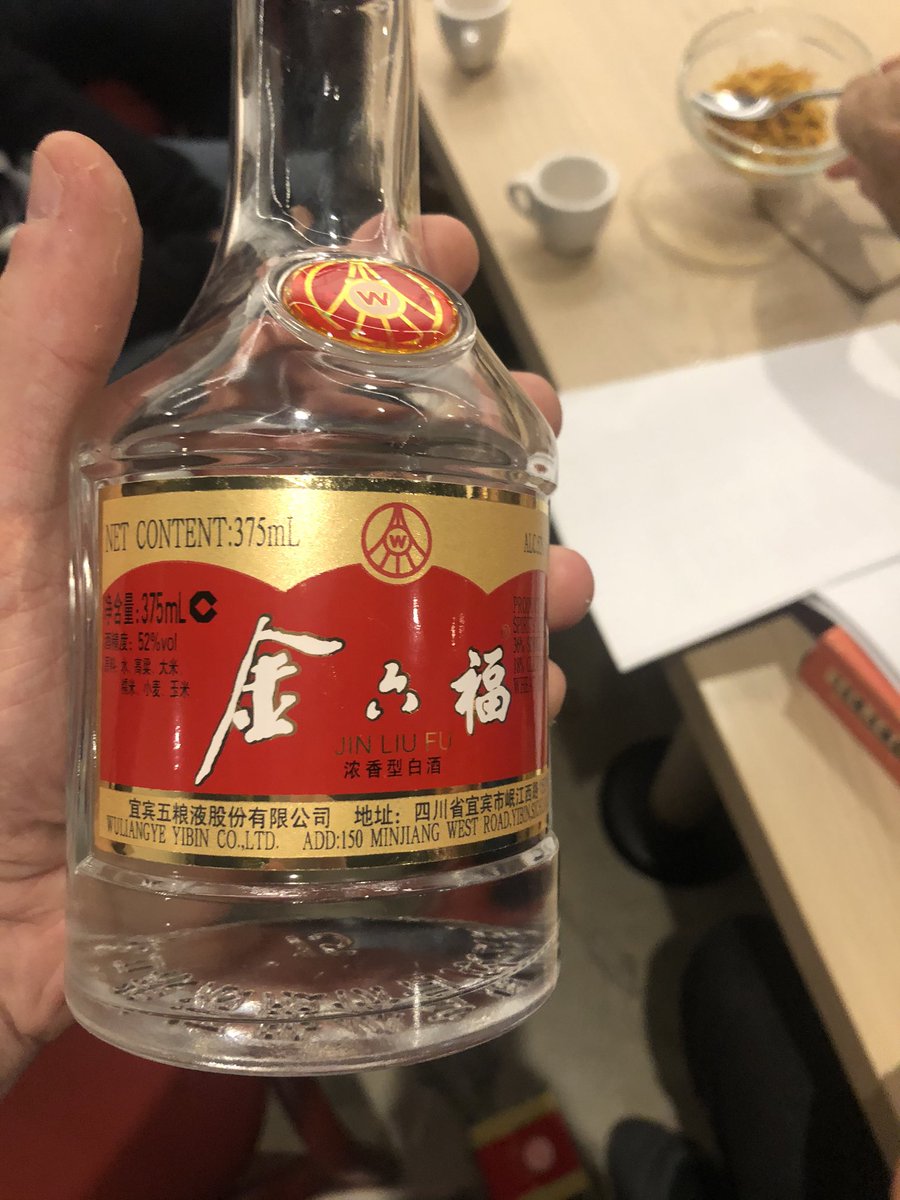 W
NET CONTENT:375mL
W
净含量:375mL
酒精度: 52%vol
原料: 水、高粱、大米、
糯米、小麦、玉米
金六福
JIN LIU FU
浓香型白酒
宜宾五粮液股份有限公司 地址: 四川省宜宾市岷江西路
WULIANGYE YIBIN CO.,LTD. ADD:150 MINJIANG WEST ROAD,YIBIN